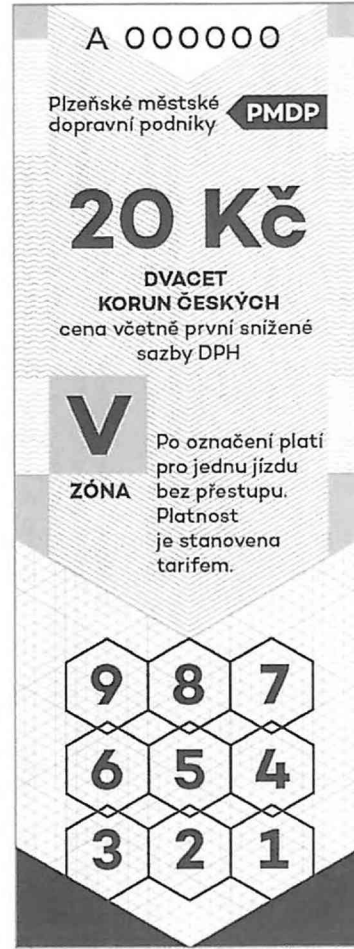 A 000000
Plzeňské městské
dopravní podniky
PMDP
20 Kč
DVACET
KORUN ČESKÝCH
cena včetně první snížené
sazby DPH
V
ZÓNA
Po označení platí
pro jednu jízdu
bez přestupu.
Platnost
je stanovena
tarifem.
9 8 7
6 5 4
3 2 1